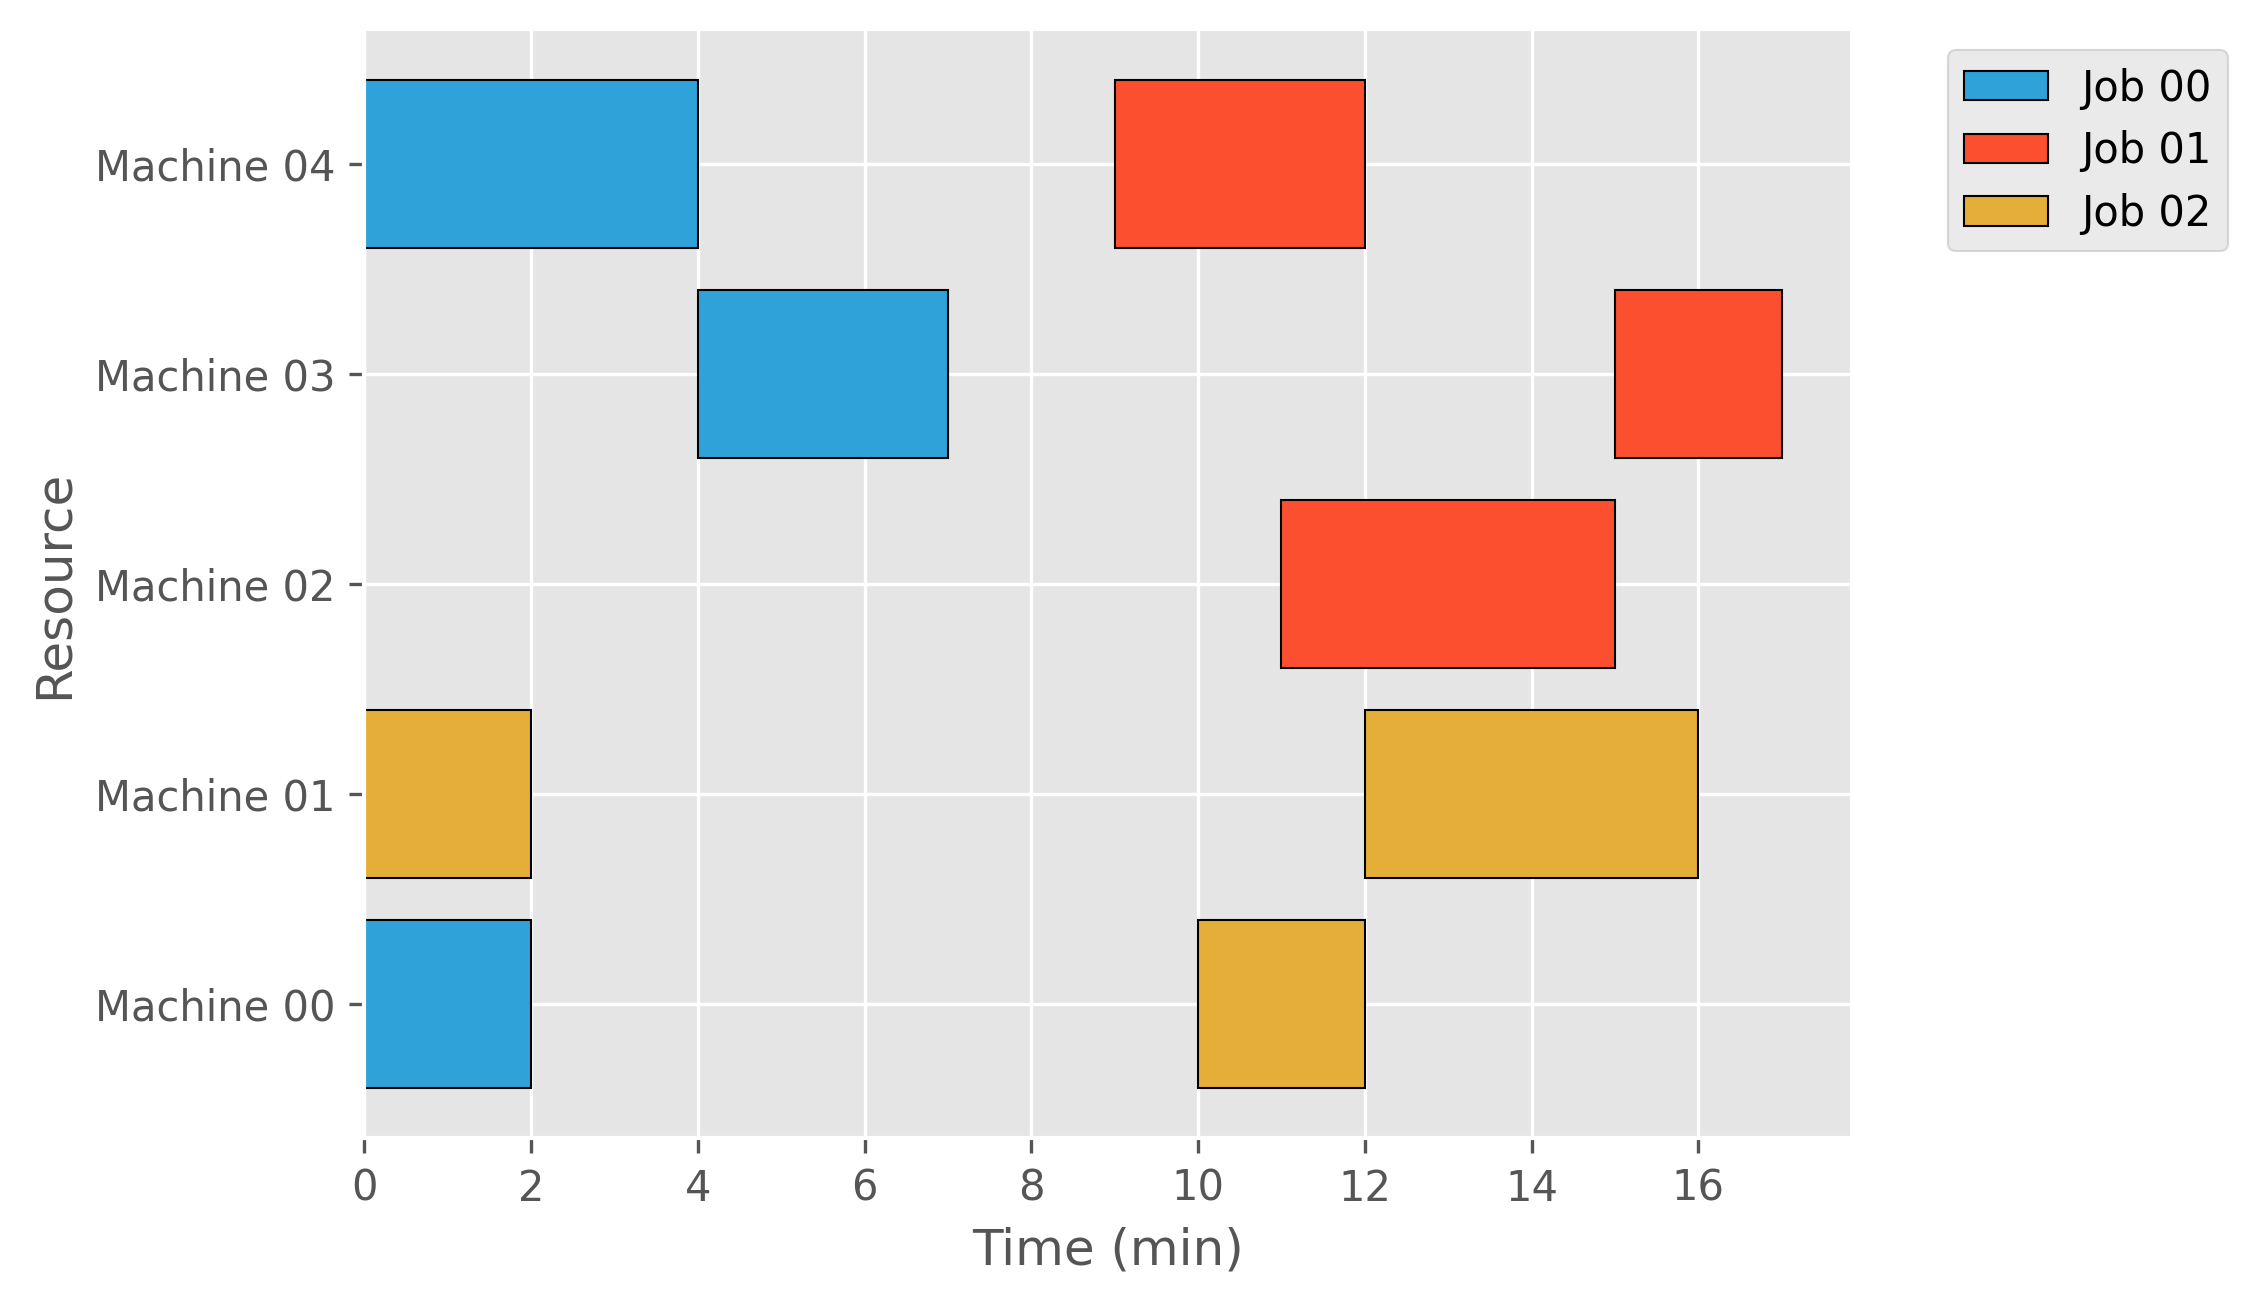 Job 00
Job 01
Job 02
Machine 04
Machine 03
Machine 02
Machine 01
Machine 00
Resource
0 2 4 6 8 10 12 14 16
Time (min)